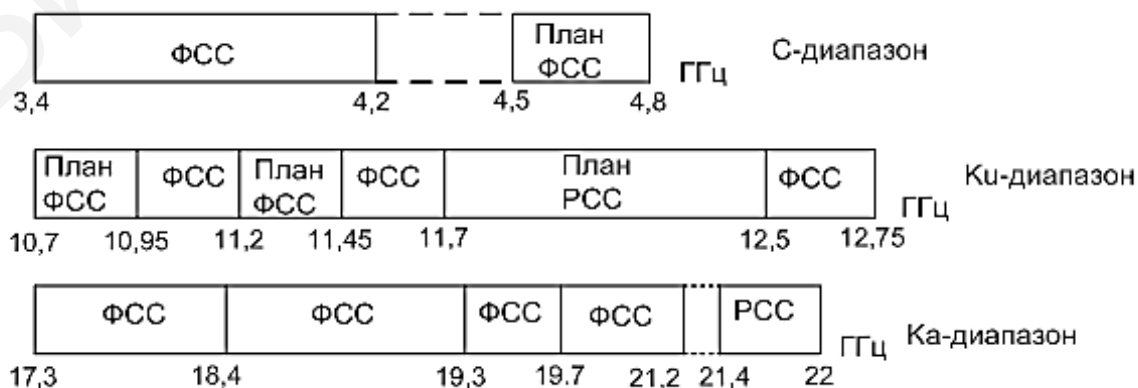 ФСС План ФСС ГГц С-диапазон
3,4 4,2 4,5 4,8
План ФСС ФСС План ФСС ФСС План РСС ФСС ГГц Ku-диапазон
10,7 10,95 11,2 11,45 11,7 12,5 12,75
ФСС ФСС ФСС ФСС РСС ГГц Ка-диапазон
17,3 18,4 19,3 19.7 21,2 21,4 22